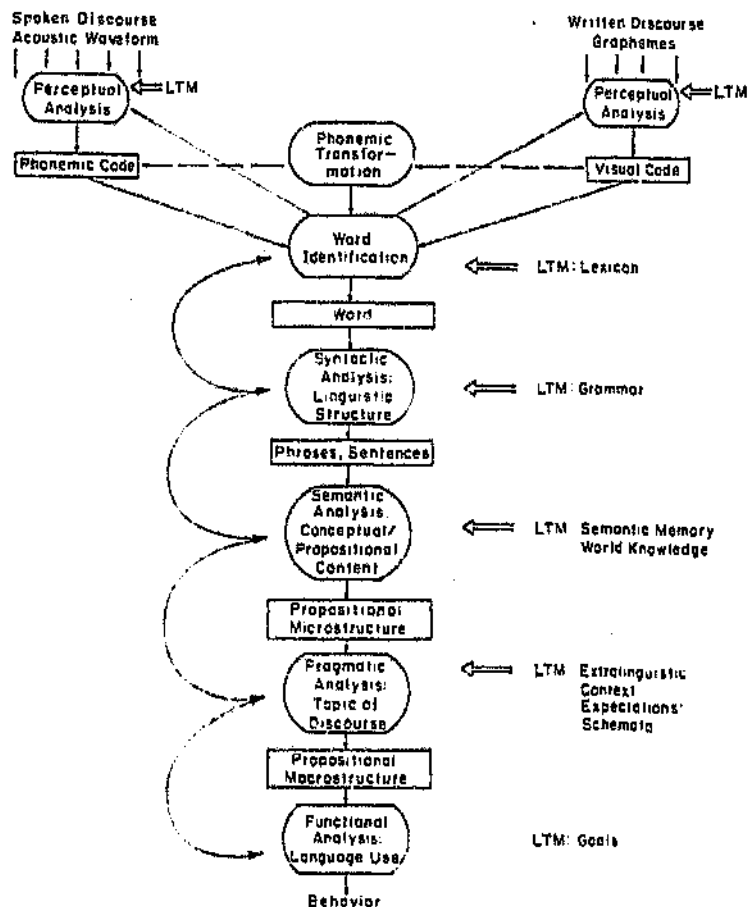 Spoken Discourse
Acoustic Waveform
Written Discourse
Graphemes
Perceptual
Analysis
LTM
Perceptual
Analysis
LTM
Phonemic
Transfor-
mation
Phonemic Code
Visual Code
Word
Identification
LTM: Lexicon
Word
Syntactic
Analysis:
Linguistic
Structure
LTM: Grammar
Phrases, Sentences
Semantic
Analysis:
Conceptual/
Propositional
Content
LTM Semantic Memory
World Knowledge
Propositional
Microstructure
Pragmatic
Analysis:
Topic of
Discourse
LTM Extralinguistic
Context
Expectations:
Schemata
Propositional
Macrostructure
Functional
Analysis:
Language Use
LTM: Goals
Behavior